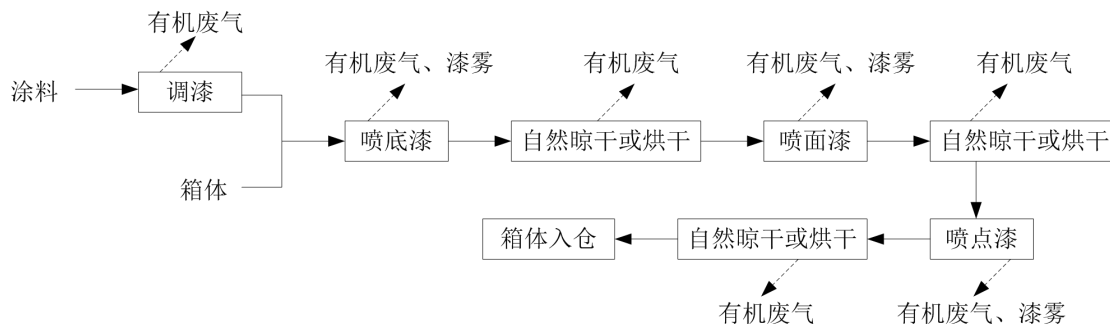 有机废气
涂料
调漆
箱体
有机废气、漆雾
喷底漆
有机废气
自然晾干或烘干
有机废气、漆雾
喷面漆
有机废气
自然晾干或烘干
喷点漆
有机废气、漆雾
自然晾干或烘干
有机废气
箱体入仓